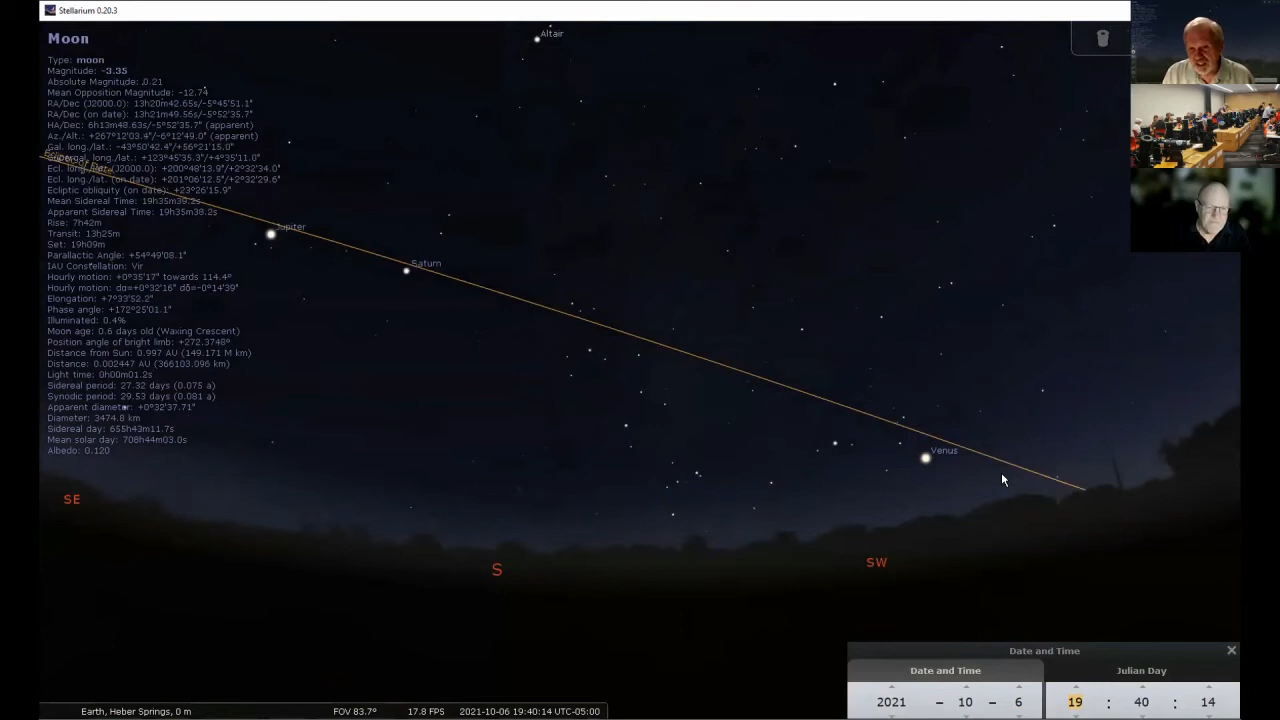 Stellarium 0.20.3
Moon
Type: moon
Magnitude: -3.35
Absolute Magnitude: 0.21
Mean Opposition Magnitude: -12.74
RA/Dec (J2000.0): 13h20m42.65s/-5°45'51.1"
RA/Dec (on date): 13h21m49.56s/-5°52'35.7"
HA/Dec: 6h13m48.63s/-5°52'35.7" (apparent)
Az./Alt.: +267°12'03.4"/-6°12'49.0" (apparent)
Gal. long./lat.: -43°50'42.4"/+56°21'15.0"
Supergal. long./lat.: +123°45'35.3"/+4°35'11.0"
Ecl. long./lat. (J2000.0): +200°48'13.9"/+2°32'34.0"
Ecl. long./lat. (on date): +201°06'12.5"/+2°32'29.6"
Ecliptic obliquity (on date): +23°26'15.9"
Mean Sidereal Time: 19h35m39.2s
Apparent Sidereal Time: 19h35m38.2s
Rise: 7h42m
Transit: 13h25m
Set: 19h09m
Parallactic Angle: +54°49'08.1"
IAU Constellation: Vir
Hourly motion: +0°35'17" towards 114.4°
Hourly motion: dα=+0°32'16" dδ=-0°14'39"
Elongation: +7°33'52.2"
Phase angle: +172°25'01.1"
Illuminated: 0.4%
Moon age: 0.6 days old (Waxing Crescent)
Position angle of bright limb: +272.3748°
Distance from Sun: 0.997 AU (149.171 M km)
Distance: 0.002447 AU (366103.096 km)
Light time: 0h00m01.2s
Sidereal period: 27.32 days (0.075 a)
Synodic period: 29.53 days (0.081 a)
Apparent diameter: +0°32'37.71"
Diameter: 3474.8 km
Sidereal day: 655h43m11.7s
Mean solar day: 708h44m03.0s
Albedo: 0.120
Altair
Jupiter
Saturn
Venus
SE
S
SW
Date and Time
Date and Time Julian Day
2021 - 10 - 6 19 : 40 : 14
Earth, Heber Springs, 0 m FOV 83.7° 17.8 FPS 2021-10-06 19:40:14 UTC-05:00